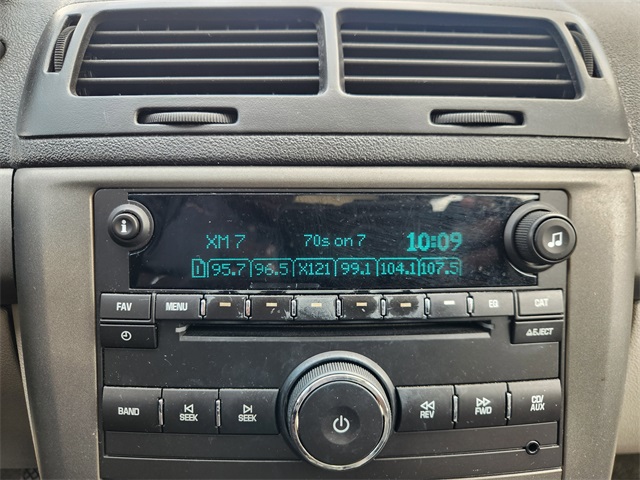 XM 7 70s on 7 10:09
1 95.7 96.5 X121 99.1 104.1 107.5
i
FAV MENU EQ CAT
EJECT
BAND SEEK SEEK REV FWD CD/
AUX